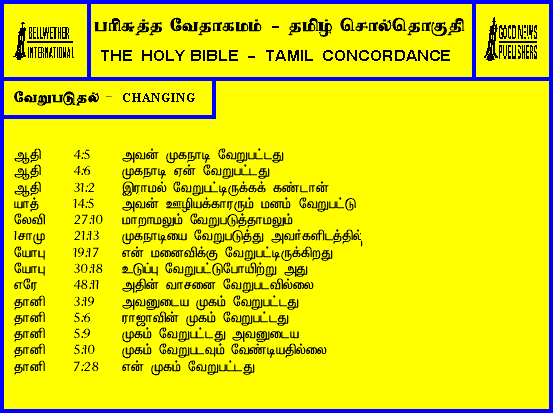 BELLWETHER
INTERNATIONAL
பரிசுத்த வேதாகமம் - தமிழ் சொல்தொகுதி
THE HOLY BIBLE - TAMIL CONCORDANCE
GOOD NEWS
PUBLISHERS
வேறுபடுதல் - CHANGING
ஆதி 4:5 அவன் முகநாடி வேறுபட்டது
ஆதி 4:6 முகநாடி ஏன் வேறுபட்டது
ஆதி 31:2 இராமல் வேறுபட்டிருக்கக் கண்டான்
யாத் 14:5 அவன் ஊழியக்காரரும் மனம் வேறுபட்டு
லேவி 27:10 மாறாமலும் வேறுபடுத்தாமலும்
1சாமு 21:13 முகநாடியை வேறுபடுத்து அவர்களிடத்தில்
யோபு 19:17 என் மனைவிக்கு வேறுபட்டிருக்கிறது
யோபு 30:18 உடுப்பு வேறுபட்டுபோயிற்று அது
எரே 48:11 அதின் வாசனை வேறுபடவில்லை
தானி 3:19 அவனுடைய முகம் வேறுபட்டது
தானி 5:6 ராஜாவின் முகம் வேறுபட்டது
தானி 5:9 முகம் வேறுபட்டது அவனுடைய
தானி 5:10 முகம் வேறுபடவும் வேண்டியதில்லை
தானி 7:28 என் முகம் வேறுபட்டது